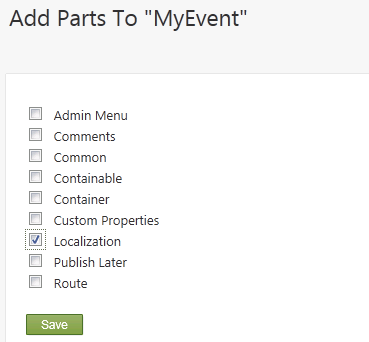 Add Parts To "MyEvent"
Admin Menu
Comments
Common
Containable
Container
Custom Properties
Localization
Publish Later
Route
Save